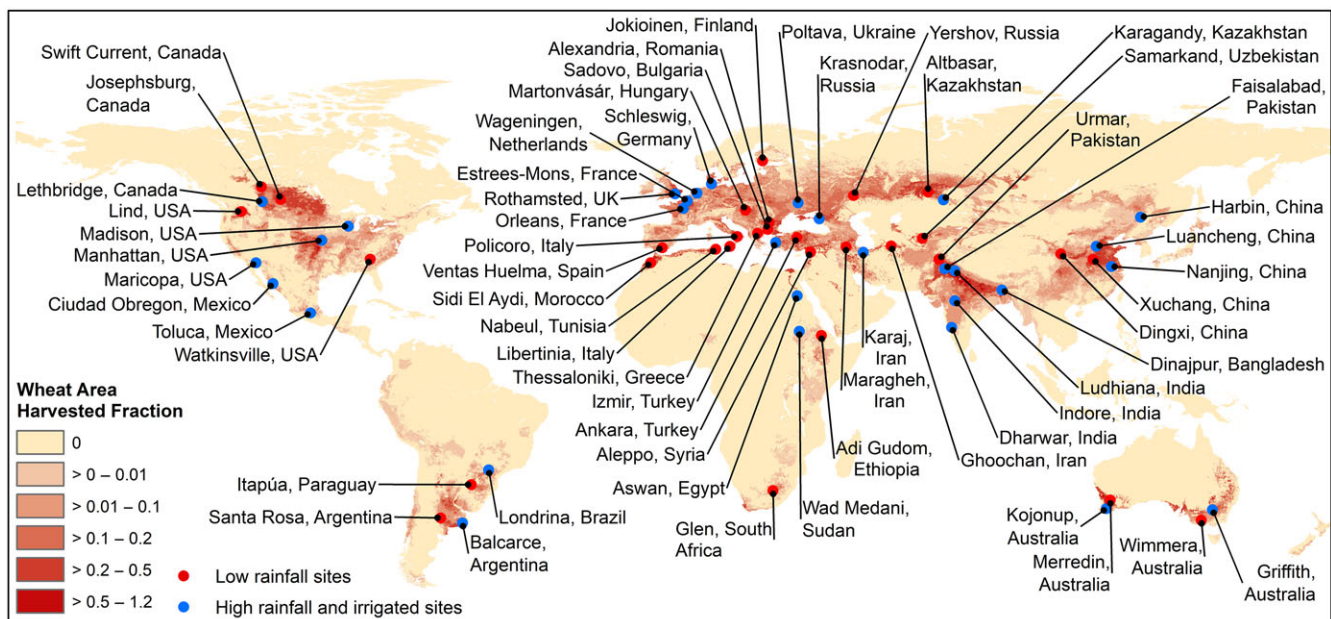 Swift Current, Canada
Josephsburg,
Canada
Lethbridge, Canada
Lind, USA
Madison, USA
Manhattan, USA
Maricopa, USA
Ciudad Obregon, Mexico
Toluca, Mexico
Watkinsville, USA
Jokioinen, Finland
Alexandria, Romania
Sadovo, Bulgaria
Martonvásár, Hungary
Schleswig,
Germany
Wageningen,
Netherlands
Estrees-Mons, France
Rothamsted, UK
Orleans, France
Policoro, Italy
Ventas Huelma, Spain
Sidi El Aydi, Morocco
Nabeul, Tunisia
Libertinia, Italy
Thessaloniki, Greece
Izmir, Turkey
Ankara, Turkey
Aleppo, Syria
Aswan, Egypt
Poltava, Ukraine
Krasnodar,
Russia
Yershov, Russia
Altbasar,
Kazakhstan
Karagandy, Kazakhstan
Samarkand, Uzbekistan
Faisalabad,
Pakistan
Urmar,
Pakistan
Harbin, China
Luancheng, China
Nanjing, China
Xuchang, China
Dingxi, China
Dinajpur, Bangladesh
Ludhiana, India
Indore, India
Dharwar, India
Ghoochan, Iran
Karaj,
Iran
Maragheh,
Iran
Adi Gudom,
Ethiopia
Wad Medani,
Sudan
Glen, South
Africa
Itapúa, Paraguay
Santa Rosa, Argentina
Londrina, Brazil
Balcarce,
Argentina
Kojonup,
Australia
Merredin,
Australia
Wimmera,
Australia
Griffith,
Australia
Wheat Area
Harvested Fraction
0
> 0 – 0.01
> 0.01 – 0.1
> 0.1 – 0.2
> 0.2 – 0.5
> 0.5 – 1.2
Low rainfall sites
High rainfall and irrigated sites